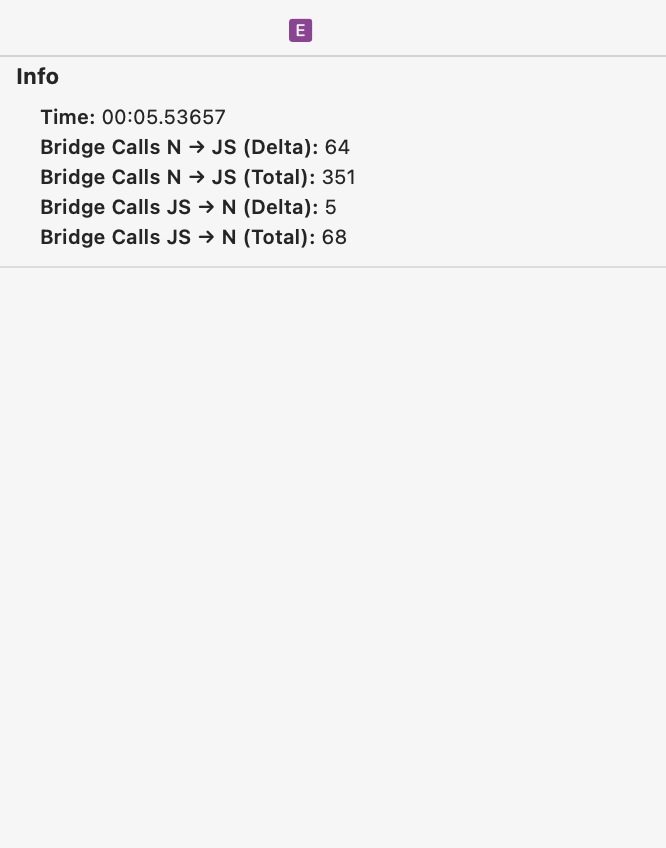 E
Info
Time: 00:05.53657
Bridge Calls N → JS (Delta): 64
Bridge Calls N → JS (Total): 351
Bridge Calls JS → N (Delta): 5
Bridge Calls JS → N (Total): 68